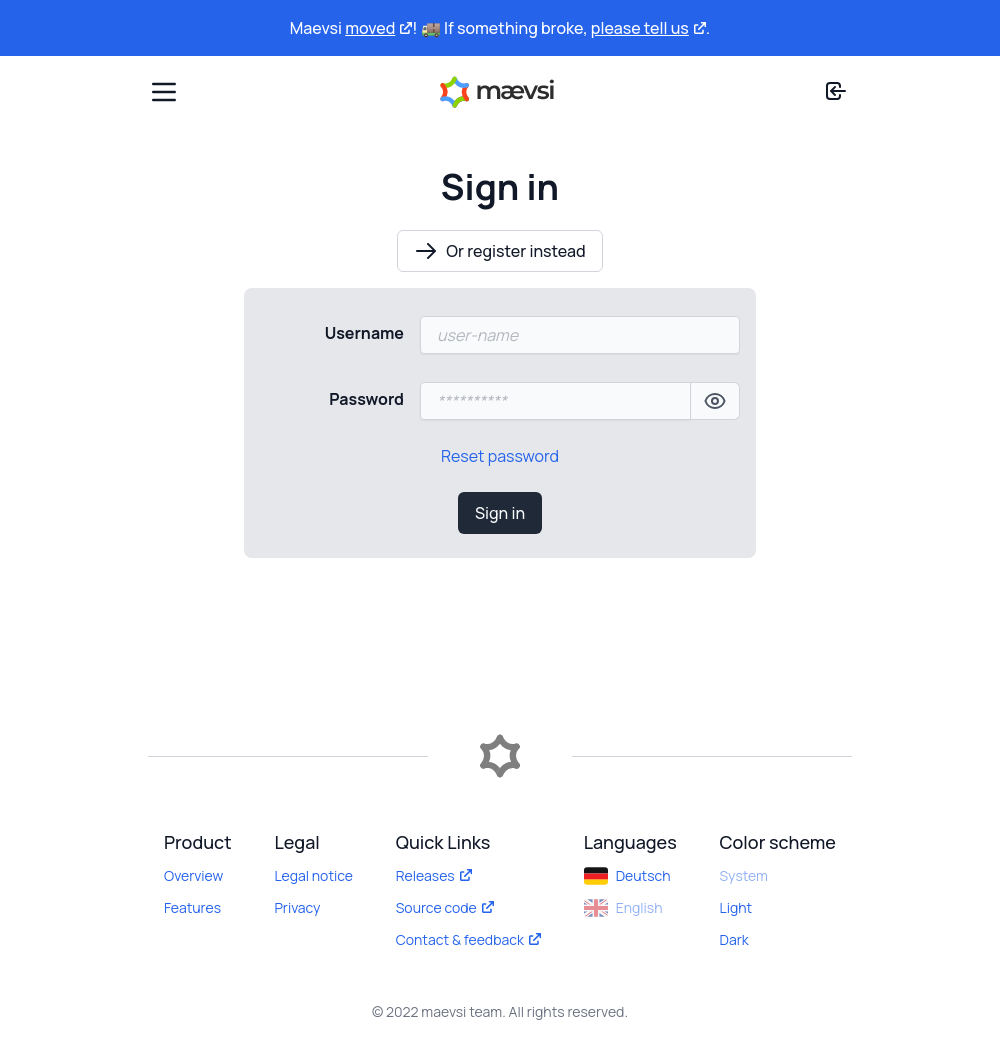 Maevsi moved ! 🚚 If something broke, please tell us .
mævsi
Sign in
Or register instead
Username
user-name
Password
**********
Reset password
Sign in
Product
Overview
Features
Legal
Legal notice
Privacy
Quick Links
Releases
Source code
Contact & feedback
Languages
Deutsch
English
Color scheme
System
Light
Dark
© 2022 maevsi team. All rights reserved.